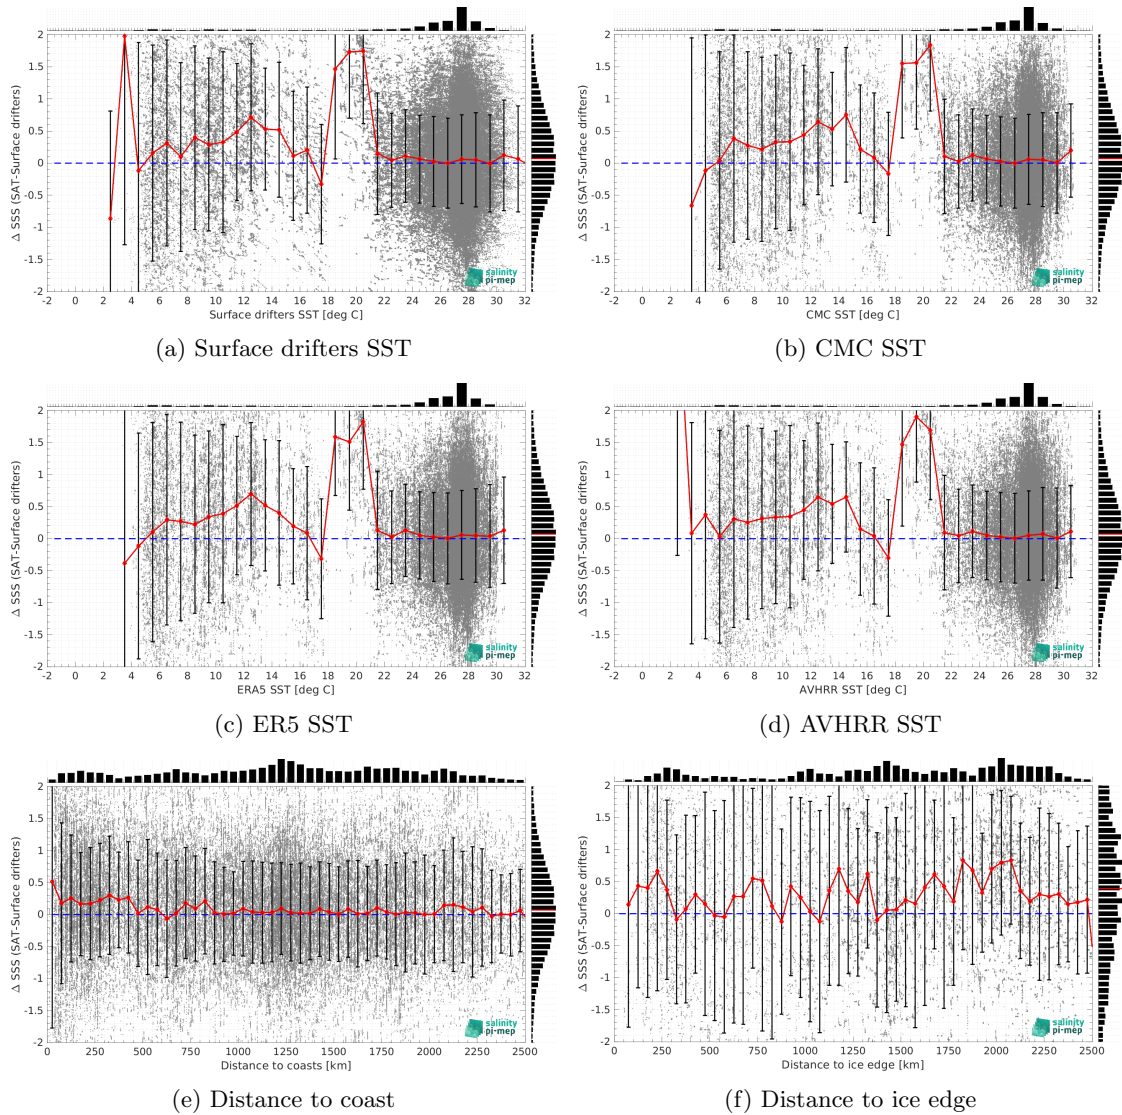 2
1.5
1
0.5
0
-0.5
-1
-1.5
-2
Δ SSS (SAT-Surface drifters)
-2 0 2 4 6 8 10 12 14 16 18 20 22 24 26 28 30 32
Surface drifters SST [deg C]
salinity
pi-mep
(a) Surface drifters SST
2
1.5
1
0.5
0
-0.5
-1
-1.5
-2
Δ SSS (SAT-Surface drifters)
-2 0 2 4 6 8 10 12 14 16 18 20 22 24 26 28 30 32
CMC SST [deg C]
salinity
pi-mep
(b) CMC SST
2
1.5
1
0.5
0
-0.5
-1
-1.5
-2
Δ SSS (SAT-Surface drifters)
-2 0 2 4 6 8 10 12 14 16 18 20 22 24 26 28 30 32
ERA5 SST [deg C]
salinity
pi-mep
(c) ER5 SST
2
1.5
1
0.5
0
-0.5
-1
-1.5
-2
Δ SSS (SAT-Surface drifters)
-2 0 2 4 6 8 10 12 14 16 18 20 22 24 26 28 30 32
AVHRR SST [deg C]
salinity
pi-mep
(d) AVHRR SST
2
1.5
1
0.5
0
-0.5
-1
-1.5
-2
Δ SSS (SAT-Surface drifters)
0 250 500 750 1000 1250 1500 1750 2000 2250 2500
Distance to coasts [km]
salinity
pi-mep
(e) Distance to coast
2
1.5
1
0.5
0
-0.5
-1
-1.5
-2
Δ SSS (SAT-Surface drifters)
0 250 500 750 1000 1250 1500 1750 2000 2250 2500
Distance to ice edge [km]
salinity
pi-mep
(f) Distance to ice edge